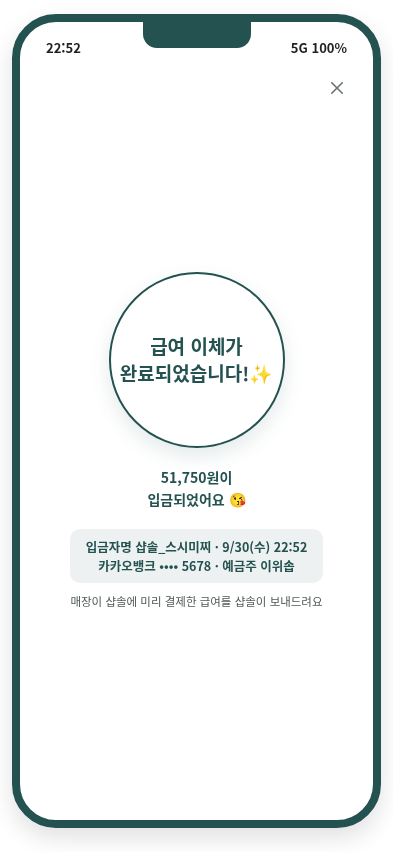 22:52
5G 100%
급여 이체가
완료되었습니다!✨
51,750원이
입금되었어요 😘
입금자명 샵솔_스시미찌 · 9/30(수) 22:52
카카오뱅크 •••• 5678 · 예금주 이위솝
매장이 샵솔에 미리 결제한 급여를 샵솔이 보내드려요